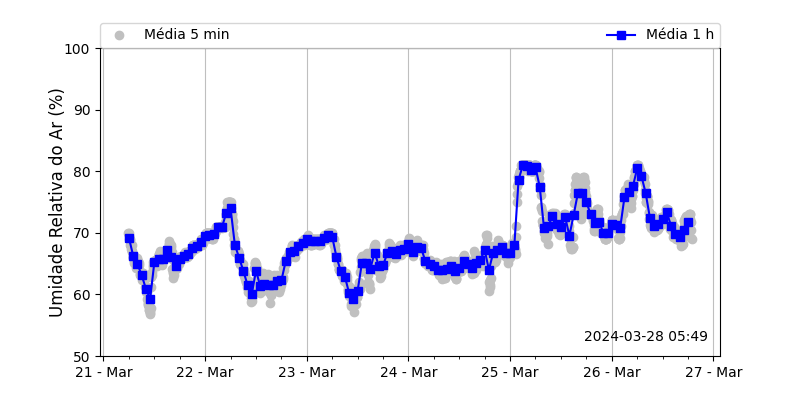 Média 5 min
Média 1 h
Umidade Relativa do Ar (%)
100
90
80
70
60
50
2024-03-28 05:49
21 - Mar
22 - Mar
23 - Mar
24 - Mar
25 - Mar
26 - Mar
27 - Mar